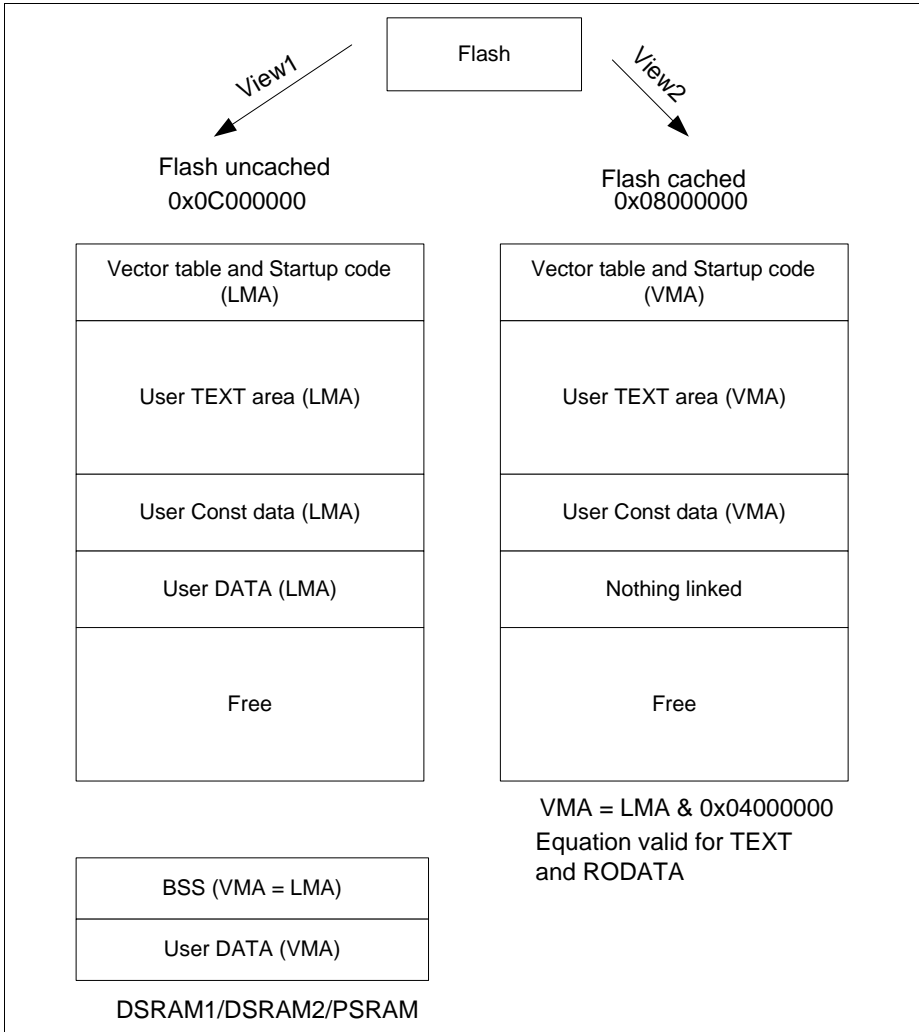 Flash
View1
View2
Flash uncached
0x0C000000
Flash cached
0x08000000
Vector table and Startup code
(LMA)
User TEXT area (LMA)
User Const data (LMA)
User DATA (LMA)
Free
Vector table and Startup code
(VMA)
User TEXT area (VMA)
User Const data (VMA)
Nothing linked
Free
VMA = LMA & 0x04000000
Equation valid for TEXT
and RODATA
BSS (VMA = LMA)
User DATA (VMA)
DSRAM1/DSRAM2/PSRAM